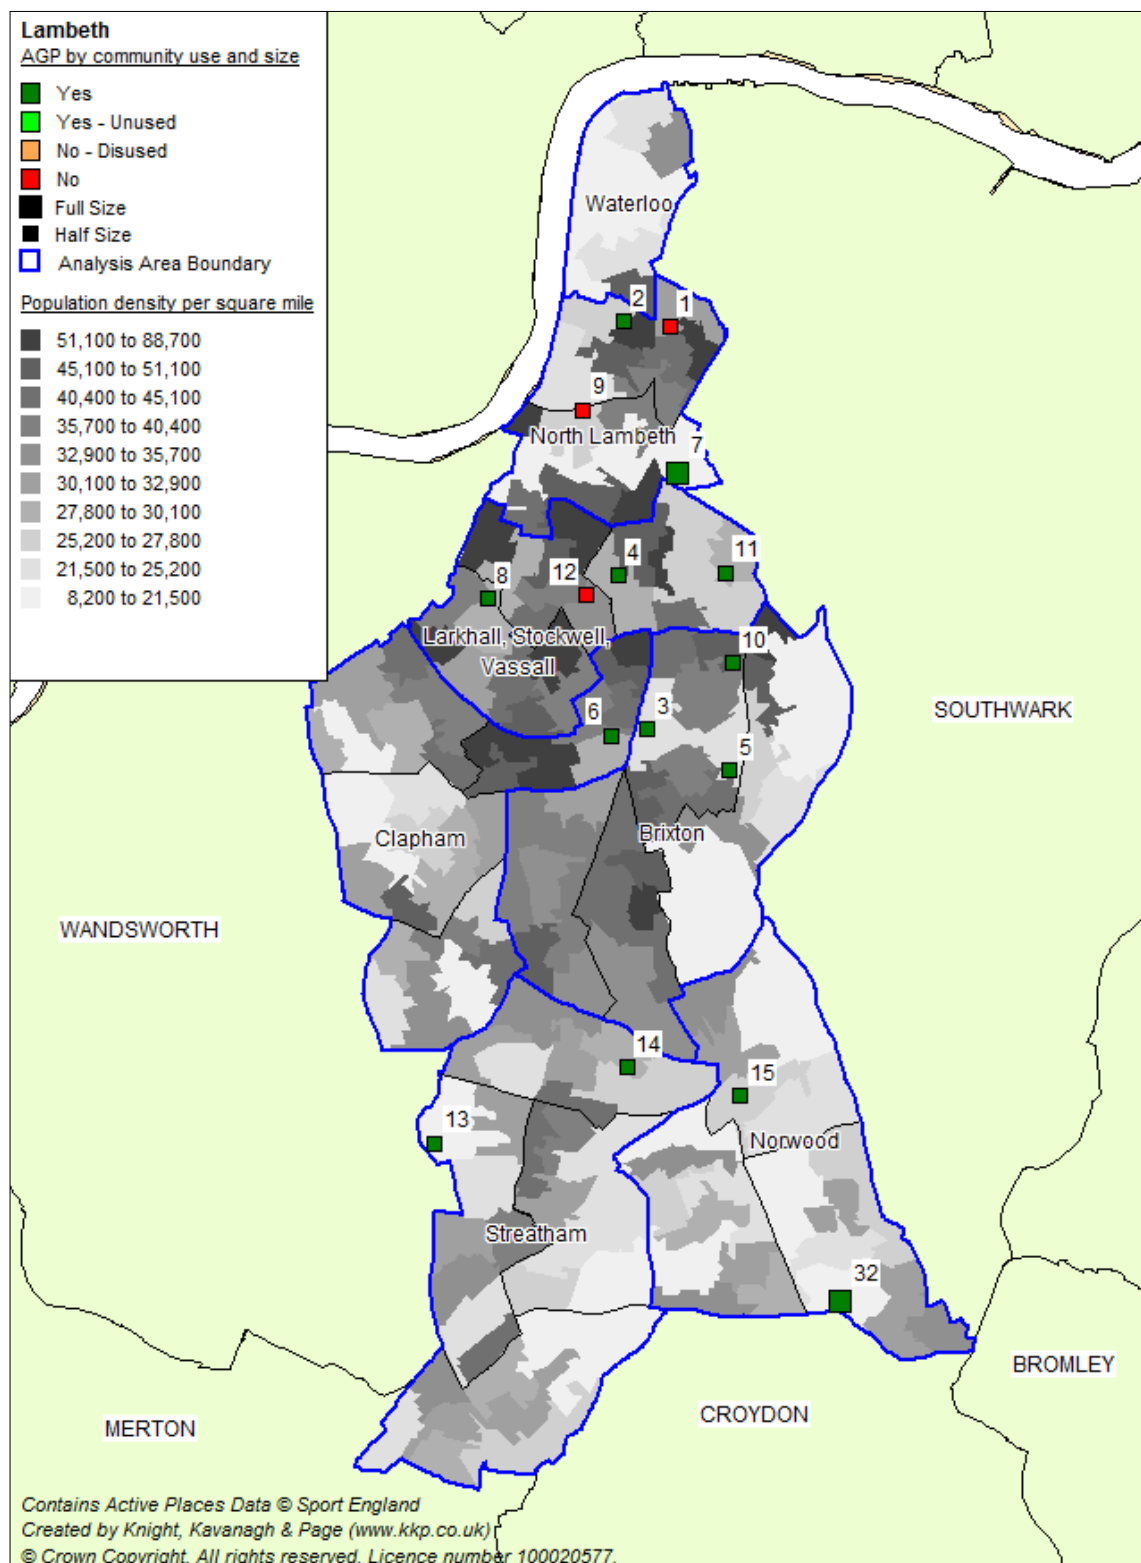 Lambeth
AGP by community use and size
Yes
Yes - Unused
No - Disused
No
Full Size
Half Size
Analysis Area Boundary
Population density per square mile
51,100 to 88,700
45,100 to 51,100
40,400 to 45,100
35,700 to 40,400
32,900 to 35,700
30,100 to 32,900
27,800 to 30,100
25,200 to 27,800
21,500 to 25,200
8,200 to 21,500
Waterloo
2
1
9
North Lambeth
7
4
11
12
8
Larkhall, Stockwell,
Vassall
10
3
6
5
SOUTHWARK
Clapham
Brixton
WANDSWORTH
14
15
13
Norwood
Streatham
32
BROMLEY
CROYDON
MERTON
Contains Active Places Data © Sport England
Created by Knight, Kavanagh & Page (www.kkp.co.uk)
© Crown Copyright. All rights reserved. Licence number 100020577.